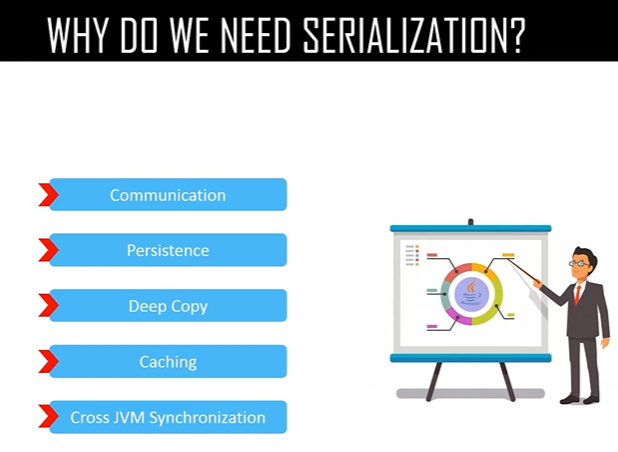 WHY DO WE NEED SERIALIZATION?
Communication
Persistence
Deep Copy
Caching
Cross JVM Synchronization